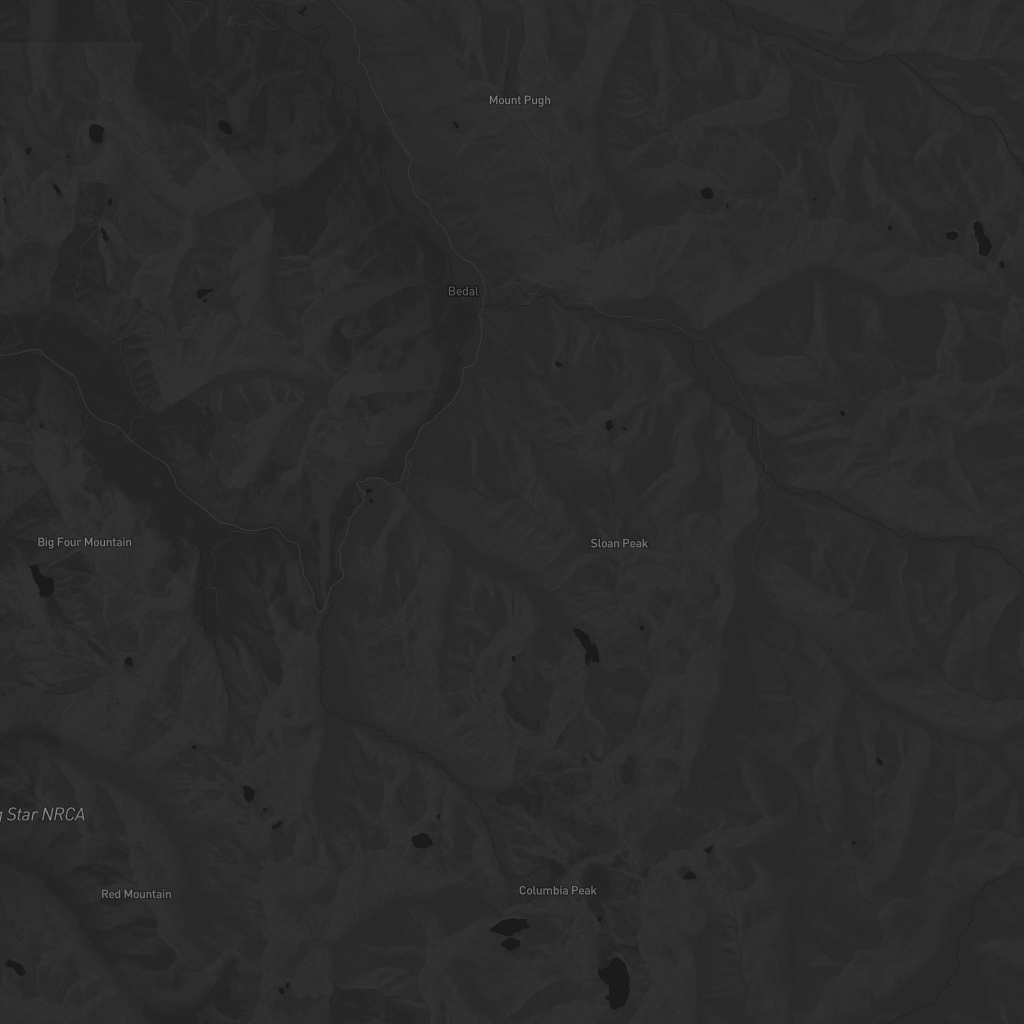 Mount Pugh
Bedal
Big Four Mountain
Sloan Peak
Star NRCA
Columbia Peak
Red Mountain